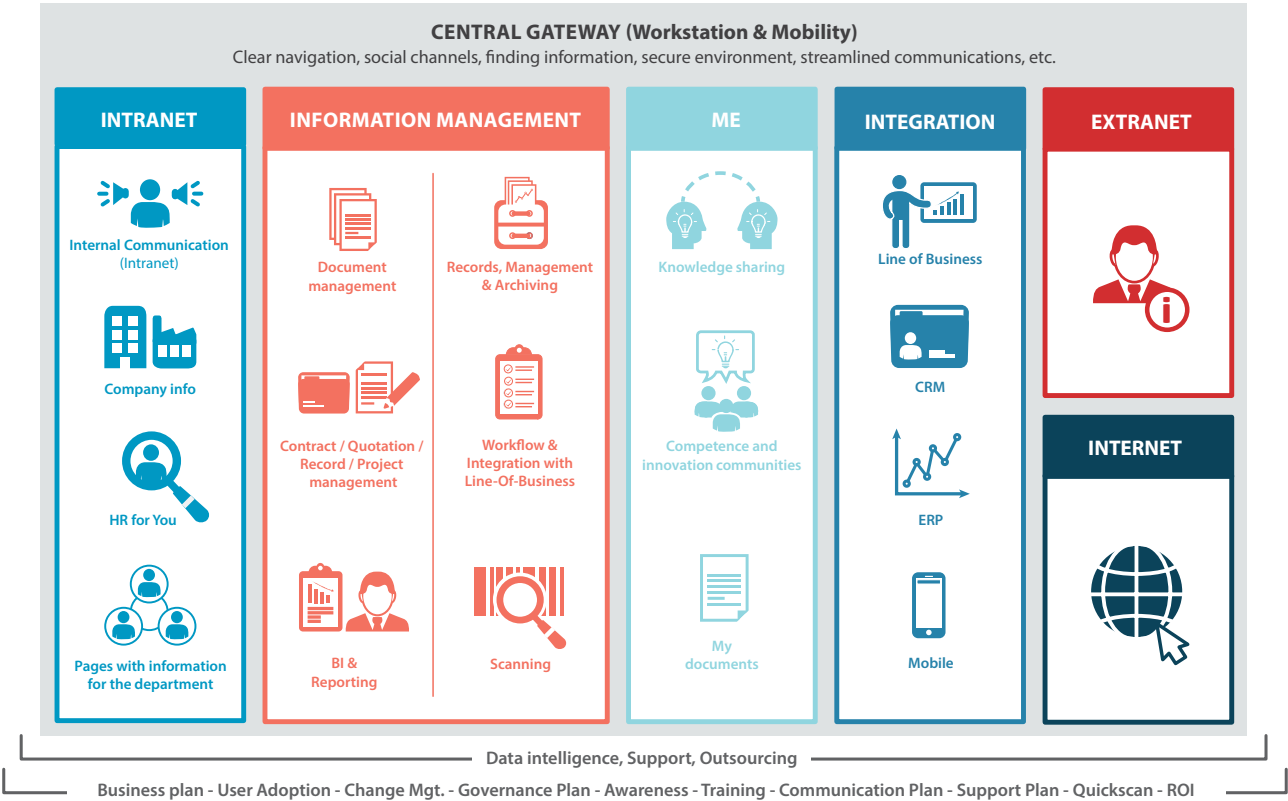 CENTRAL GATEWAY (Workstation & Mobility)
Clear navigation, social channels, finding information, secure environment, streamlined communications, etc.
INTRANET
Internal Communication
(Intranet)
Company info
HR for You
Pages with information
for the department
INFORMATION MANAGEMENT
Document
management
Records, Management
& Archiving
Contract / Quotation /
Record / Project
management
Workflow &
Integration with
Line-Of-Business
BI &
Reporting
Scanning
ME
Knowledge sharing
Competence and
innovation communities
My
documents
INTEGRATION
Line of Business
CRM
ERP
Mobile
EXTRANET
i
INTERNET
Data intelligence, Support, Outsourcing
Business plan - User Adoption - Change Mgt. - Governance Plan - Awareness - Training - Communication Plan - Support Plan - Quickscan - ROI